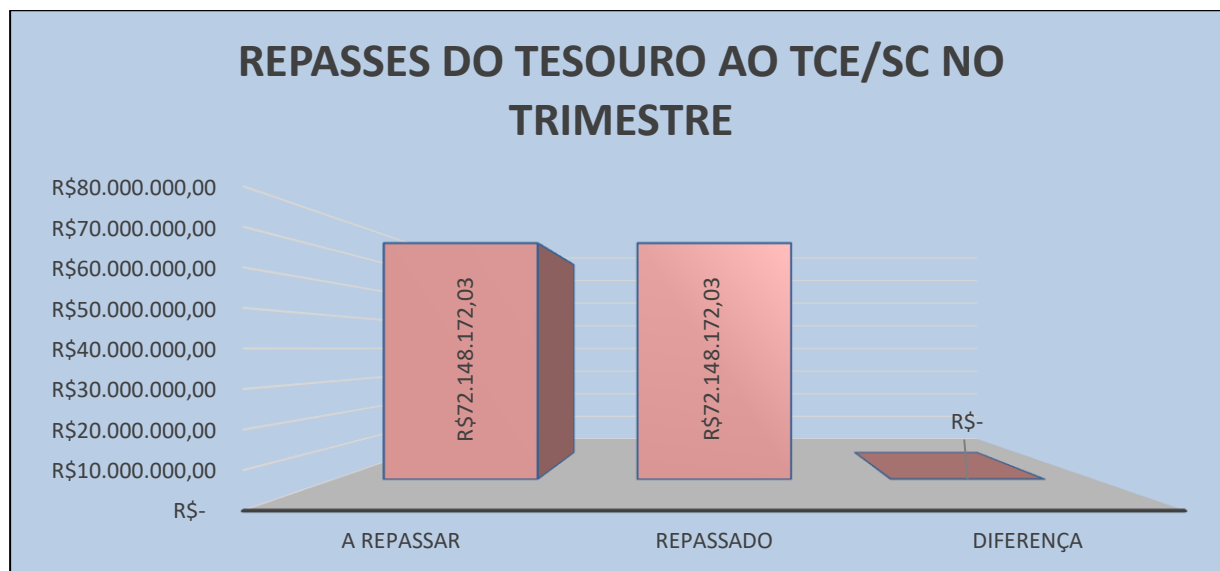 REPASSES DO TESOURO AO TCE/SC NO
TRIMESTRE
R$80.000.000,00
R$70.000.000,00
R$60.000.000,00
R$50.000.000,00
R$40.000.000,00
R$30.000.000,00
R$20.000.000,00
R$10.000.000,00
R$-
R$72.148.172,03
R$72.148.172,03
R$-
A REPASSAR
REPASSADO
DIFERENÇA